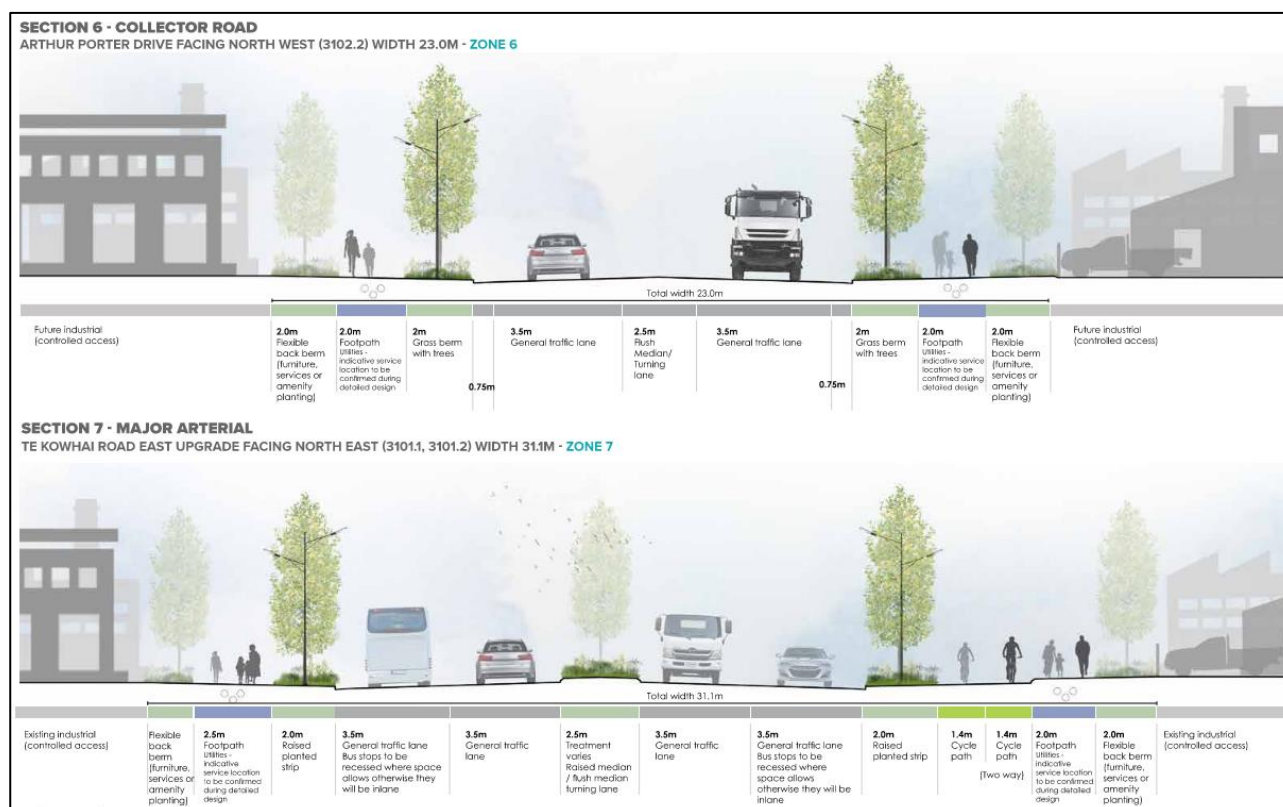 SECTION 6 - COLLECTOR ROAD
ARTHUR PORTER DRIVE FACING NORTH WEST (3102.2) WIDTH 23.0M - ZONE 6
Total width 23.0m
Future industrial
(controlled access)
2.0m
Flexible
back berm
(furniture,
services or
amenity
planting)
2.0m
Footpath
Utilities -
indicative service
location to be
confirmed during
detailed design
2m
Grass berm
with trees
0.75m
3.5m
General traffic lane
2.5m
Flush
Median/
Turning
lane
3.5m
General traffic lane
0.75m
2m
Grass berm
with trees
2.0m
Footpath
Utilities -
indicative service
location to be
confirmed during
detailed design
2.0m
Flexible
back berm
(furniture,
services or
amenity
planting)
Future industrial
(controlled access)
SECTION 7 - MAJOR ARTERIAL
TE KOWHAI ROAD EAST UPGRADE FACING NORTH EAST (3101.1, 3101.2) WIDTH 31.1M - ZONE 7
Total width 31.1m
Existing industrial
(controlled access)
Flexible
back
berm
(furniture,
services or
amenity
planting)
2.5m
Footpath
Utilities -
indicative
service location
to be confirmed
during detailed
design
2.0m
Raised
planted
strip
3.5m
General traffic lane
Bus stops to be
recessed where space
allows otherwise they
will be inlane
3.5m
General traffic
lane
2.5m
Treatment
varies
Raised median
/ flush median
turning lane
3.5m
General traffic
lane
3.5m
General traffic lane
Bus stops to be
recessed where
space allows
otherwise they will be
inlane
2.0m
Raised
planted strip
1.4m
Cycle
path
1.4m
Cycle
path
(Two way)
2.0m
Footpath
Utilities -
indicative service
location to be
confirmed during
detailed design
2.0m
Flexible
back berm
(furniture,
services or
amenity
planting)
Existing industrial
(controlled access)